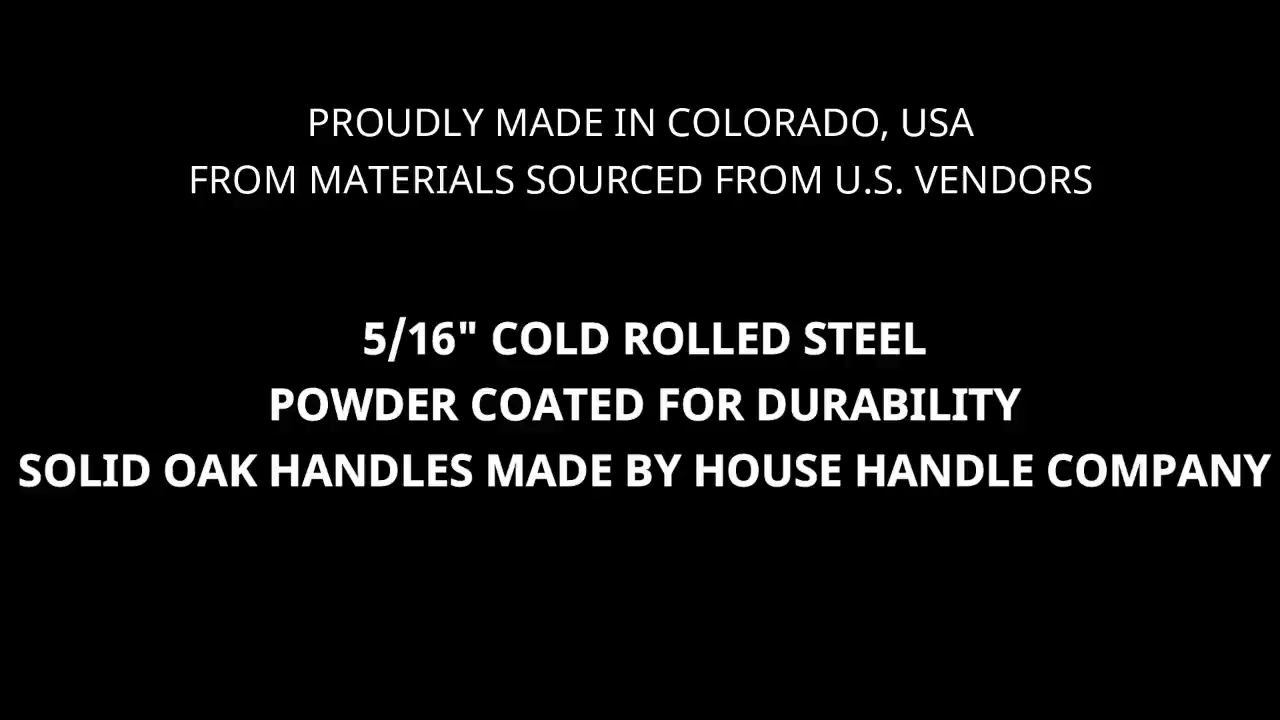 PROUDLY MADE IN COLORADO, USA
FROM MATERIALS SOURCED FROM U.S. VENDORS
5/16" COLD ROLLED STEEL
POWDER COATED FOR DURABILITY
SOLID OAK HANDLES MADE BY HOUSE HANDLE COMPANY